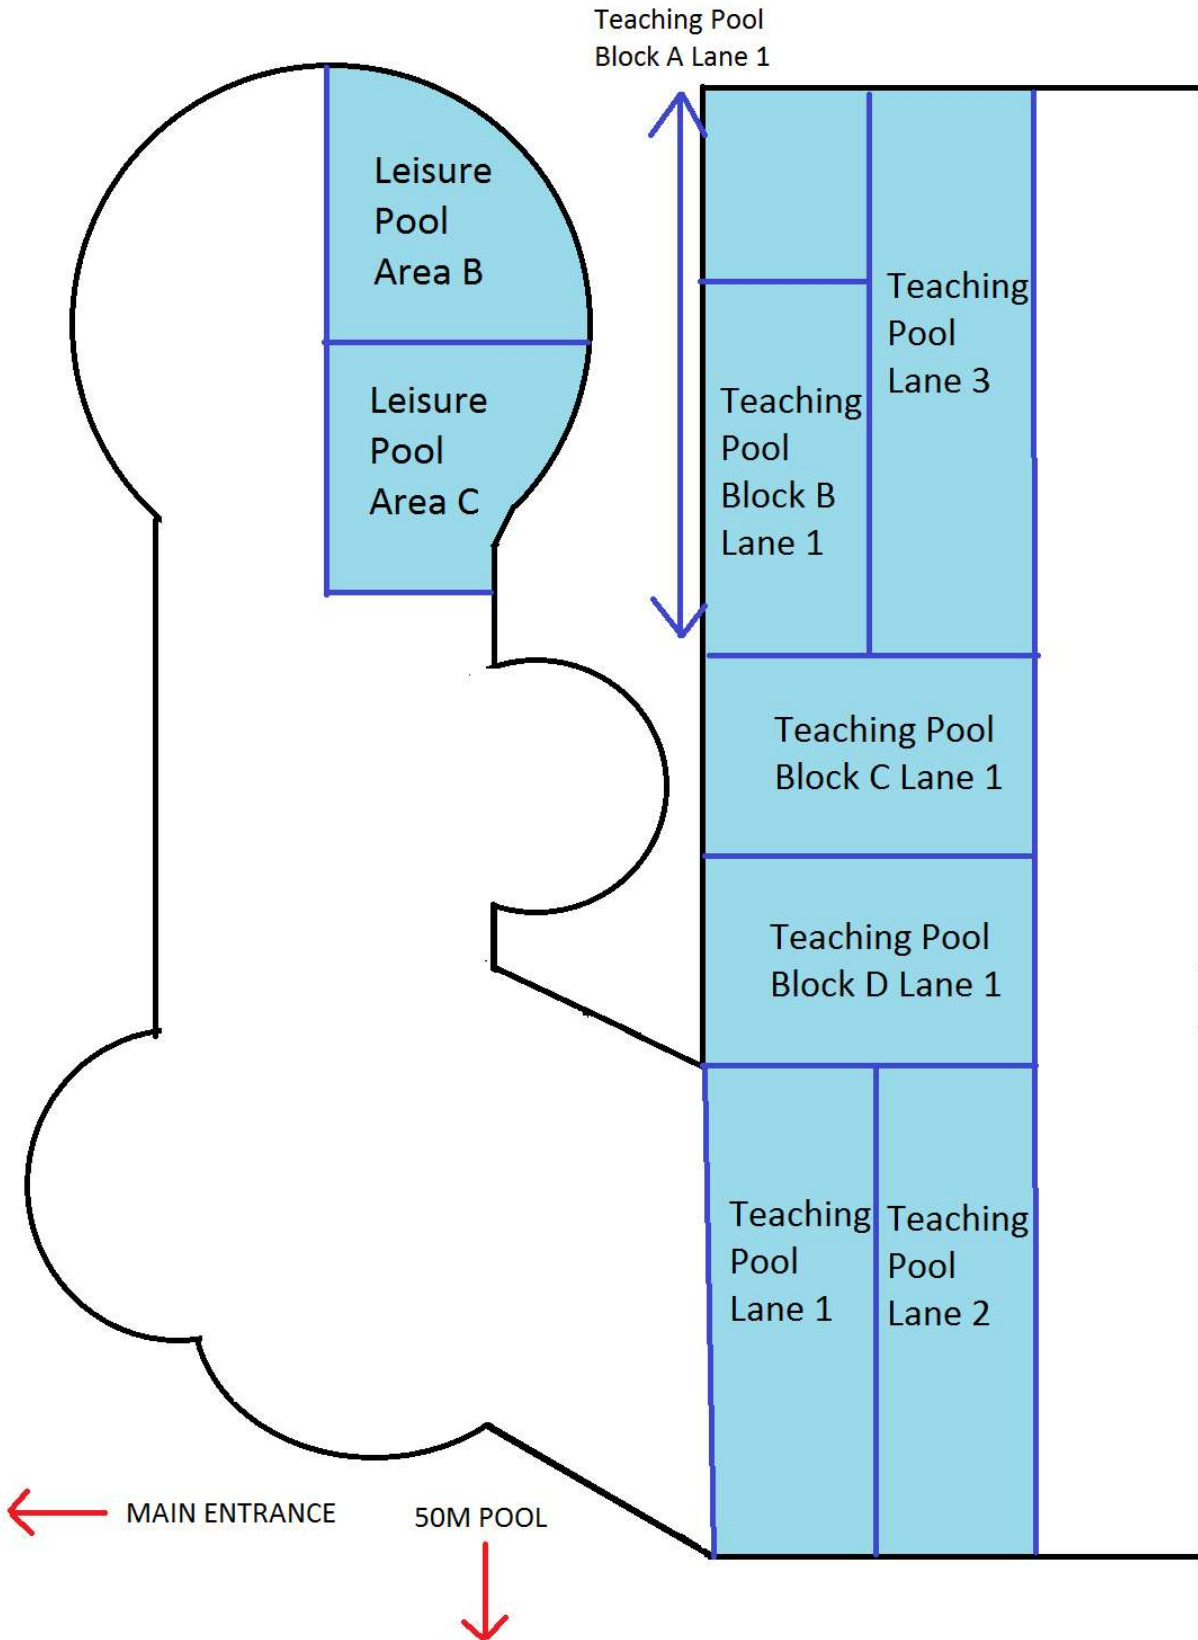 Teaching Pool
Block A Lane 1
Leisure
Pool
Area B
Leisure
Pool
Area C
Teaching
Pool
Lane 3
Teaching
Pool
Block B
Lane 1
Teaching Pool
Block C Lane 1
Teaching Pool
Block D Lane 1
Teaching
Pool
Lane 1
Teaching
Pool
Lane 2
MAIN ENTRANCE
50M POOL